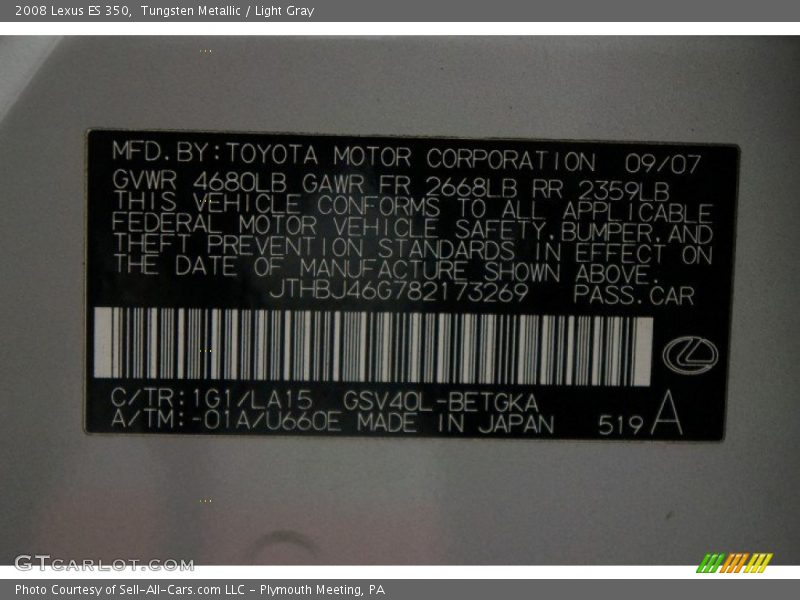 2008 Lexus ES 350,  Tungsten Metallic / Light Gray
MFD. BY: TOYOTA MOTOR CORPORATION 09/07
GVWR 4680LB GAWR FR 2668LB RR 2359LB
THIS VEHICLE CONFORMS TO ALL APPLICABLE
FEDERAL MOTOR VEHICLE SAFETY, BUMPER, AND
THEFT PREVENTION STANDARDS IN EFFECT ON
THE DATE OF MANUFACTURE SHOWN ABOVE.
JTHBJ46G782173269 PASS. CAR
C/TR: 1G1/LA15 GSV40L-BETGKA
A/TM: -01A/U660E MADE IN JAPAN 519 A
GTCARLOT.COM
Photo Courtesy of Sell-All-Cars.com LLC - Plymouth Meeting, PA